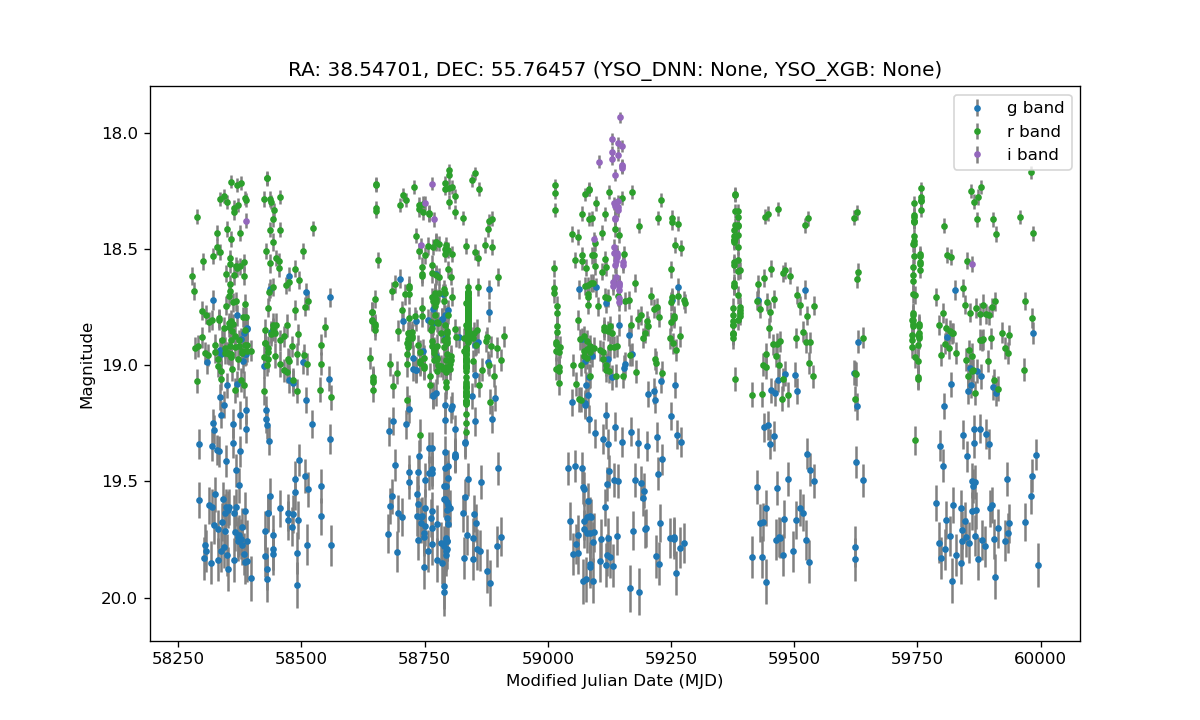 RA: 38.54701, DEC: 55.76457 (YSO_DNN: None, YSO_XGB: None)
g band
r band
i band
18.0
18.5
19.0
19.5
20.0
Magnitude
58250 58500 58750 59000 59250 59500 59750 60000
Modified Julian Date (MJD)